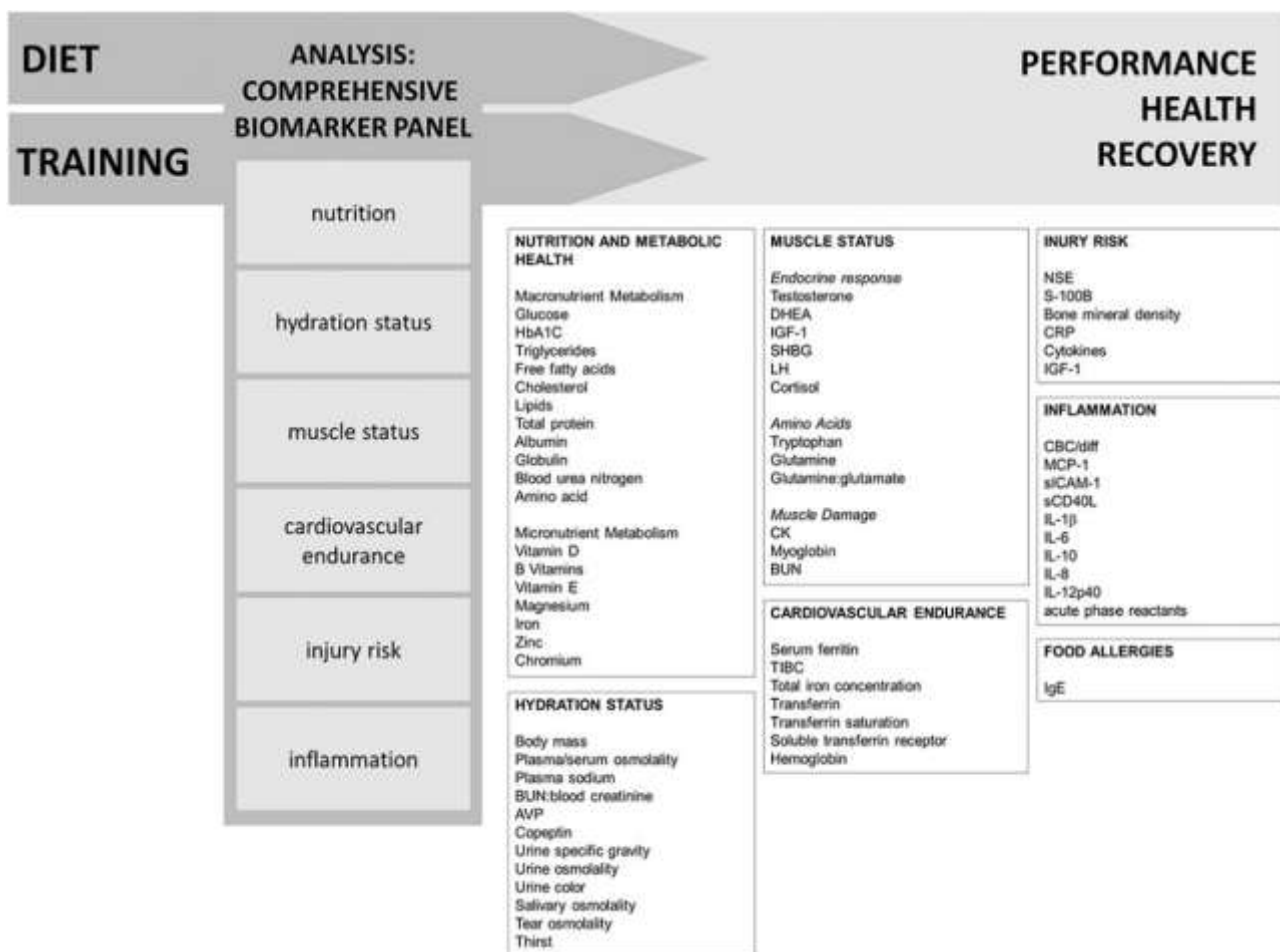 DIET
TRAINING
ANALYSIS:
COMPREHENSIVE
BIOMARKER PANEL
nutrition
hydration status
muscle status
cardiovascular
endurance
injury risk
inflammation
PERFORMANCE
HEALTH
RECOVERY
NUTRITION AND METABOLIC
HEALTH
Macronutrient Metabolism
Glucose
HbA1C
Triglycerides
Free fatty acids
Cholesterol
Lipids
Total protein
Albumin
Globulin
Blood urea nitrogen
Amino acid
Micronutrient Metabolism
Vitamin D
B Vitamins
Vitamin E
Magnesium
Iron
Zinc
Chromium
HYDRATION STATUS
Body mass
Plasma/serum osmolality
Plasma sodium
BUN:blood creatinine
AVP
Copeptin
Urine specific gravity
Urine osmolality
Urine color
Salivary osmolality
Tear osmolality
Thirst
MUSCLE STATUS
Endocrine response
Testosterone
DHEA
IGF-1
SHBG
LH
Cortisol
Amino Acids
Tryptophan
Glutamine
Glutamine:glutamate
Muscle Damage
CK
Myoglobin
BUN
CARDIOVASCULAR ENDURANCE
Serum ferritin
TIBC
Total iron concentration
Transferrin
Transferrin saturation
Soluble transferrin receptor
Hemoglobin
INURY RISK
NSE
S-100B
Bone mineral density
CRP
Cytokines
IGF-1
INFLAMMATION
CBC/diff
MCP-1
sICAM-1
sCD40L
IL-1β
IL-6
IL-10
IL-8
IL-12p40
acute phase reactants
FOOD ALLERGIES
IgE